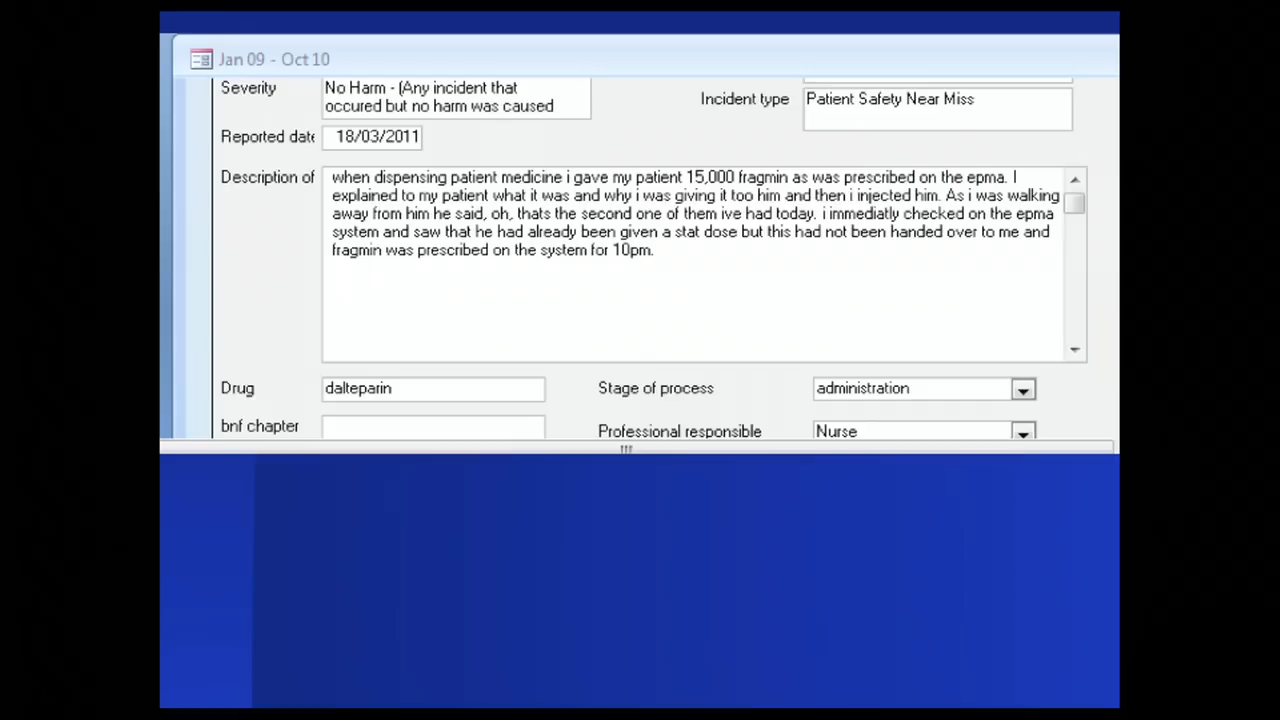 Jan 09 - Oct 10
Severity
No Harm - (Any incident that
occured but no harm was caused
Incident type
Patient Safety Near Miss
Reported date
18/03/2011
Description of
when dispensing patient medicine i gave my patient 15,000 fragmin as was prescribed on the epma. I
explained to my patient what it was and why i was giving it too him and then i injected him. As i was walking
away from him he said, oh, thats the second one of them ive had today. i immediatly checked on the epma
system and saw that he had already been given a stat dose but this had not been handed over to me and
fragmin was prescribed on the system for 10pm.
Drug
dalteparin
Stage of process
administration
bnf chapter
Professional responsible
Nurse